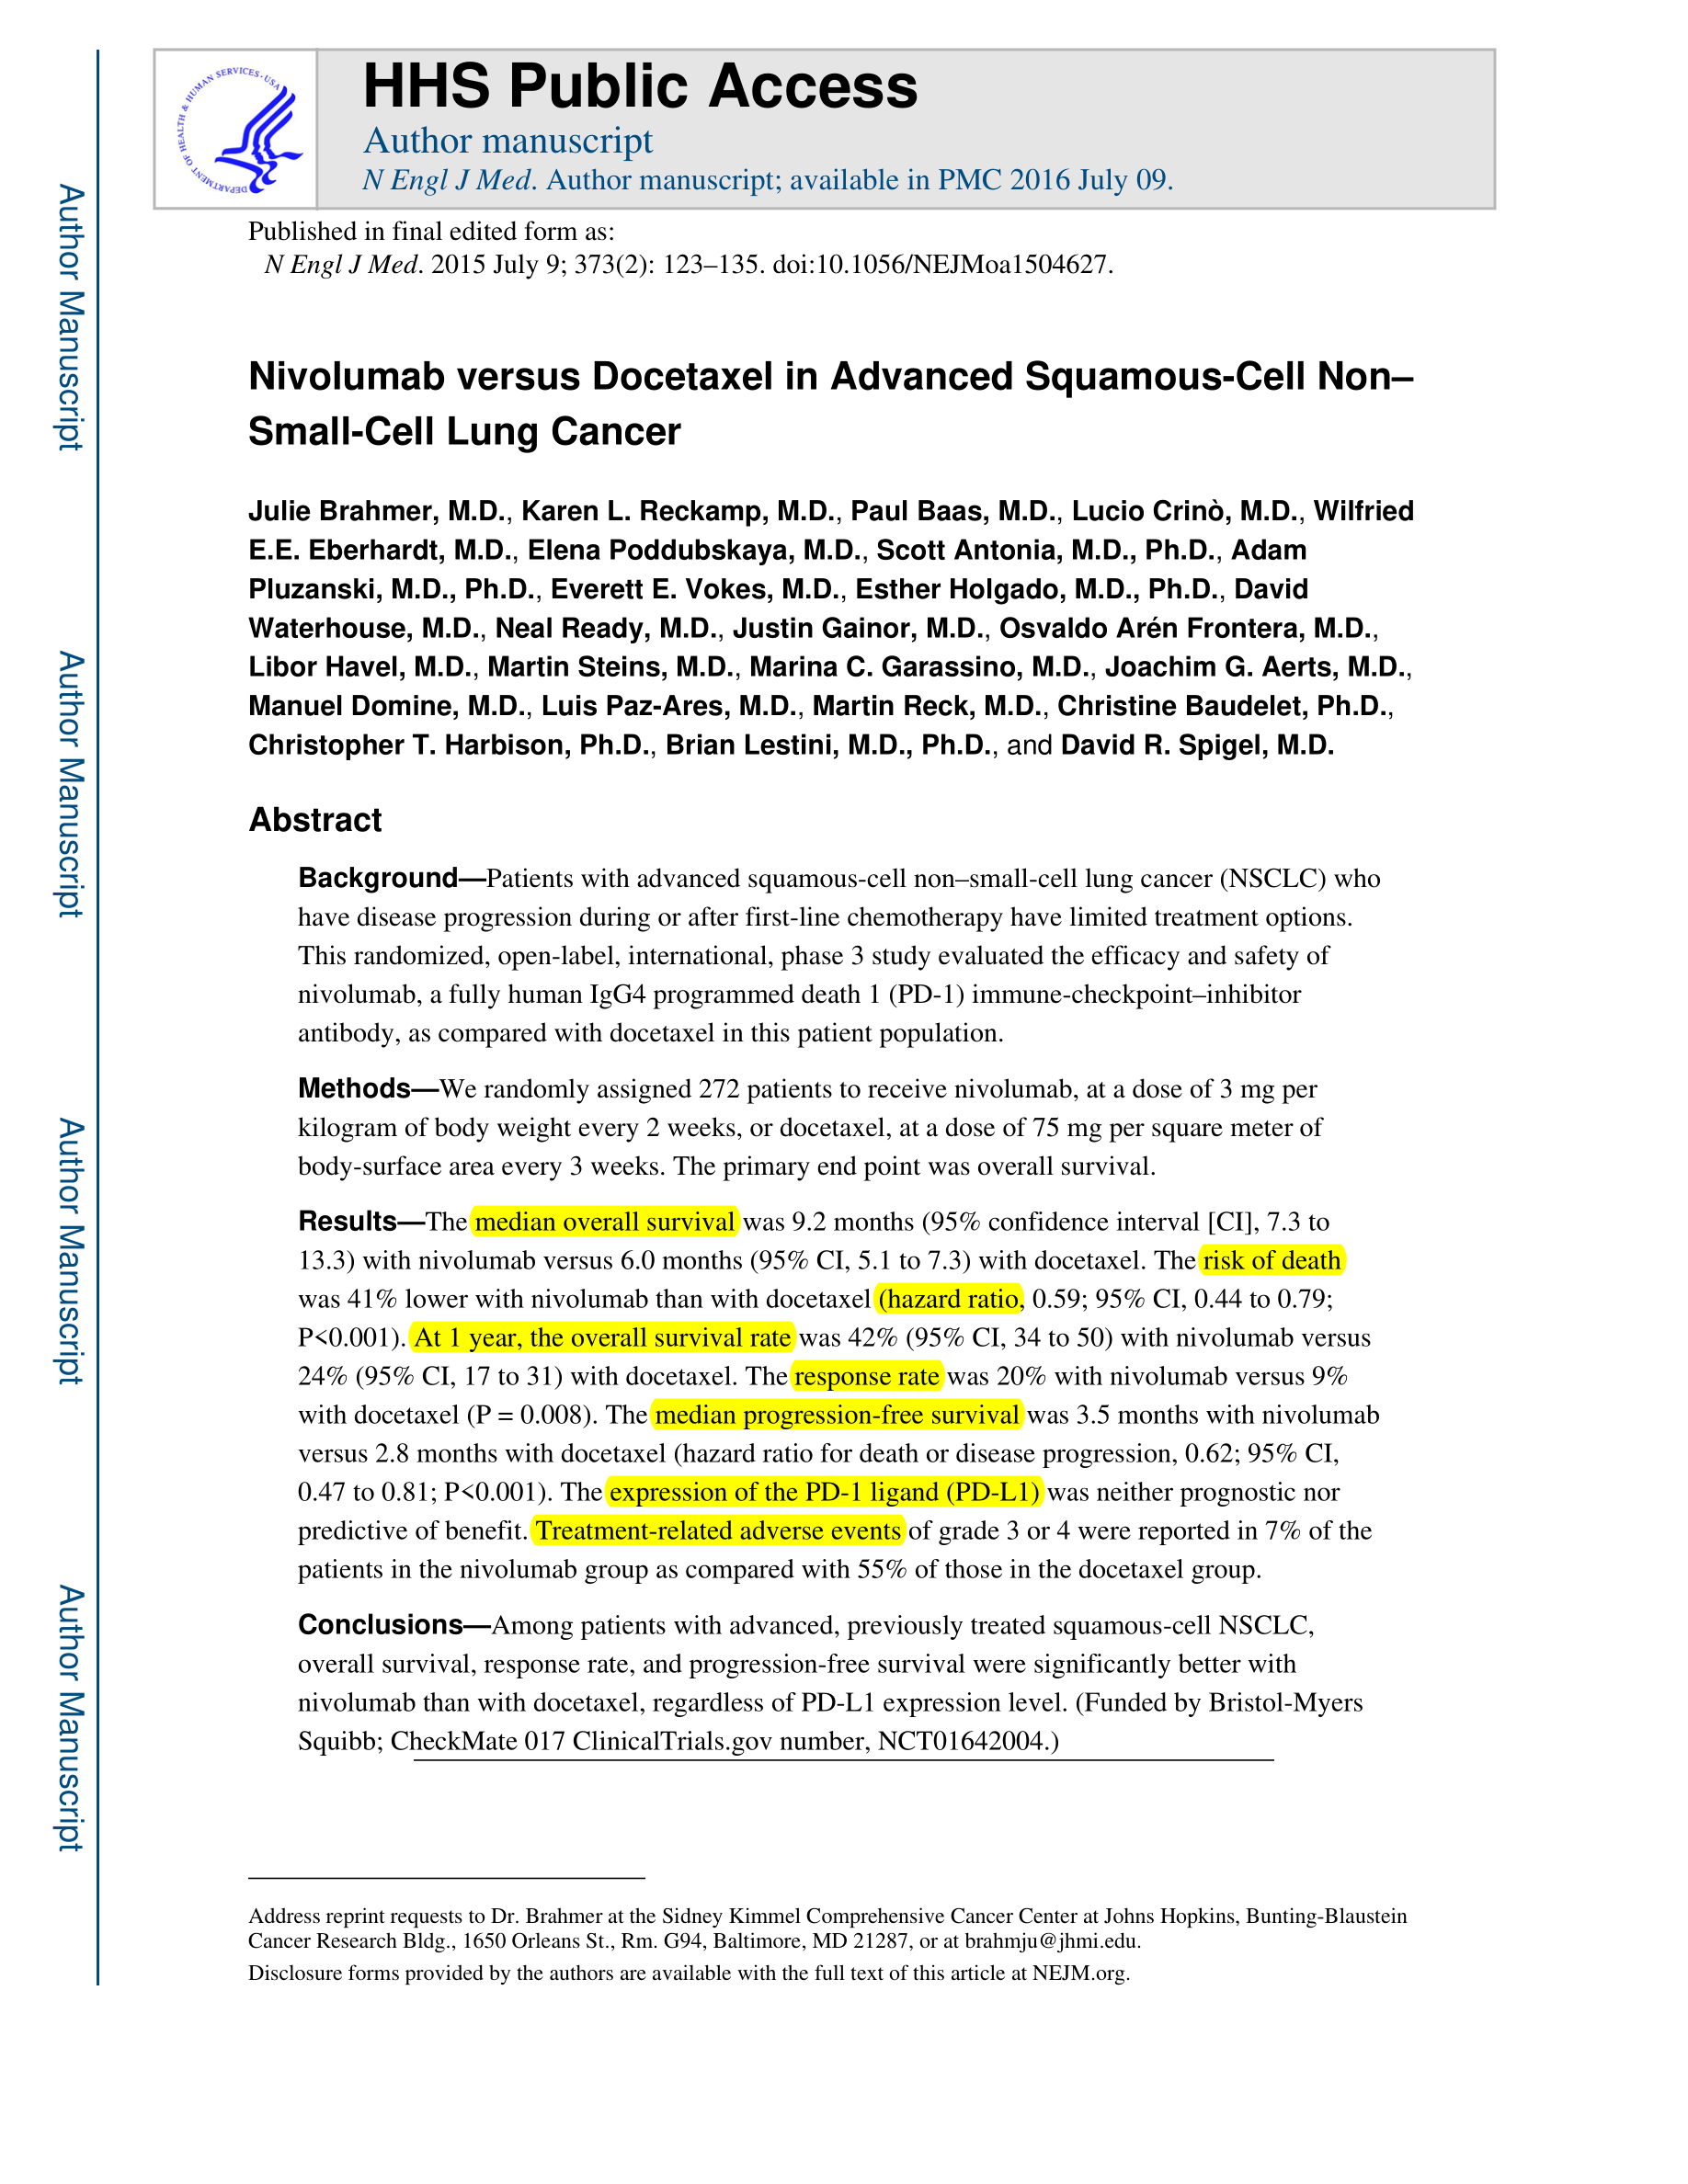 DEPARTMENT OF HEALTH & HUMAN SERVICES · USA
HHS Public Access
Author manuscript
N Engl J Med. Author manuscript; available in PMC 2016 July 09.
Published in final edited form as:
N Engl J Med. 2015 July 9; 373(2): 123–135. doi:10.1056/NEJMoa1504627.
Nivolumab versus Docetaxel in Advanced Squamous-Cell Non–
Small-Cell Lung Cancer
Julie Brahmer, M.D., Karen L. Reckamp, M.D., Paul Baas, M.D., Lucio Crinò, M.D., Wilfried
E.E. Eberhardt, M.D., Elena Poddubskaya, M.D., Scott Antonia, M.D., Ph.D., Adam
Pluzanski, M.D., Ph.D., Everett E. Vokes, M.D., Esther Holgado, M.D., Ph.D., David
Waterhouse, M.D., Neal Ready, M.D., Justin Gainor, M.D., Osvaldo Arén Frontera, M.D.,
Libor Havel, M.D., Martin Steins, M.D., Marina C. Garassino, M.D., Joachim G. Aerts, M.D.,
Manuel Domine, M.D., Luis Paz-Ares, M.D., Martin Reck, M.D., Christine Baudelet, Ph.D.,
Christopher T. Harbison, Ph.D., Brian Lestini, M.D., Ph.D., and David R. Spigel, M.D.
Abstract
Background—Patients with advanced squamous-cell non–small-cell lung cancer (NSCLC) who
have disease progression during or after first-line chemotherapy have limited treatment options.
This randomized, open-label, international, phase 3 study evaluated the efficacy and safety of
nivolumab, a fully human IgG4 programmed death 1 (PD-1) immune-checkpoint–inhibitor
antibody, as compared with docetaxel in this patient population.
Methods—We randomly assigned 272 patients to receive nivolumab, at a dose of 3 mg per
kilogram of body weight every 2 weeks, or docetaxel, at a dose of 75 mg per square meter of
body-surface area every 3 weeks. The primary end point was overall survival.
Results—The median overall survival was 9.2 months (95% confidence interval [CI], 7.3 to
13.3) with nivolumab versus 6.0 months (95% CI, 5.1 to 7.3) with docetaxel. The risk of death
was 41% lower with nivolumab than with docetaxel (hazard ratio, 0.59; 95% CI, 0.44 to 0.79;
P<0.001). At 1 year, the overall survival rate was 42% (95% CI, 34 to 50) with nivolumab versus
24% (95% CI, 17 to 31) with docetaxel. The response rate was 20% with nivolumab versus 9%
with docetaxel (P = 0.008). The median progression-free survival was 3.5 months with nivolumab
versus 2.8 months with docetaxel (hazard ratio for death or disease progression, 0.62; 95% CI,
0.47 to 0.81; P<0.001). The expression of the PD-1 ligand (PD-L1) was neither prognostic nor
predictive of benefit. Treatment-related adverse events of grade 3 or 4 were reported in 7% of the
patients in the nivolumab group as compared with 55% of those in the docetaxel group.
Conclusions—Among patients with advanced, previously treated squamous-cell NSCLC,
overall survival, response rate, and progression-free survival were significantly better with
nivolumab than with docetaxel, regardless of PD-L1 expression level. (Funded by Bristol-Myers
Squibb; CheckMate 017 ClinicalTrials.gov number, NCT01642004.)
Address reprint requests to Dr. Brahmer at the Sidney Kimmel Comprehensive Cancer Center at Johns Hopkins, Bunting-Blaustein
Cancer Research Bldg., 1650 Orleans St., Rm. G94, Baltimore, MD 21287, or at brahmju@jhmi.edu.
Disclosure forms provided by the authors are available with the full text of this article at NEJM.org.
Author Manuscript
Author Manuscript
Author Manuscript
Author Manuscript